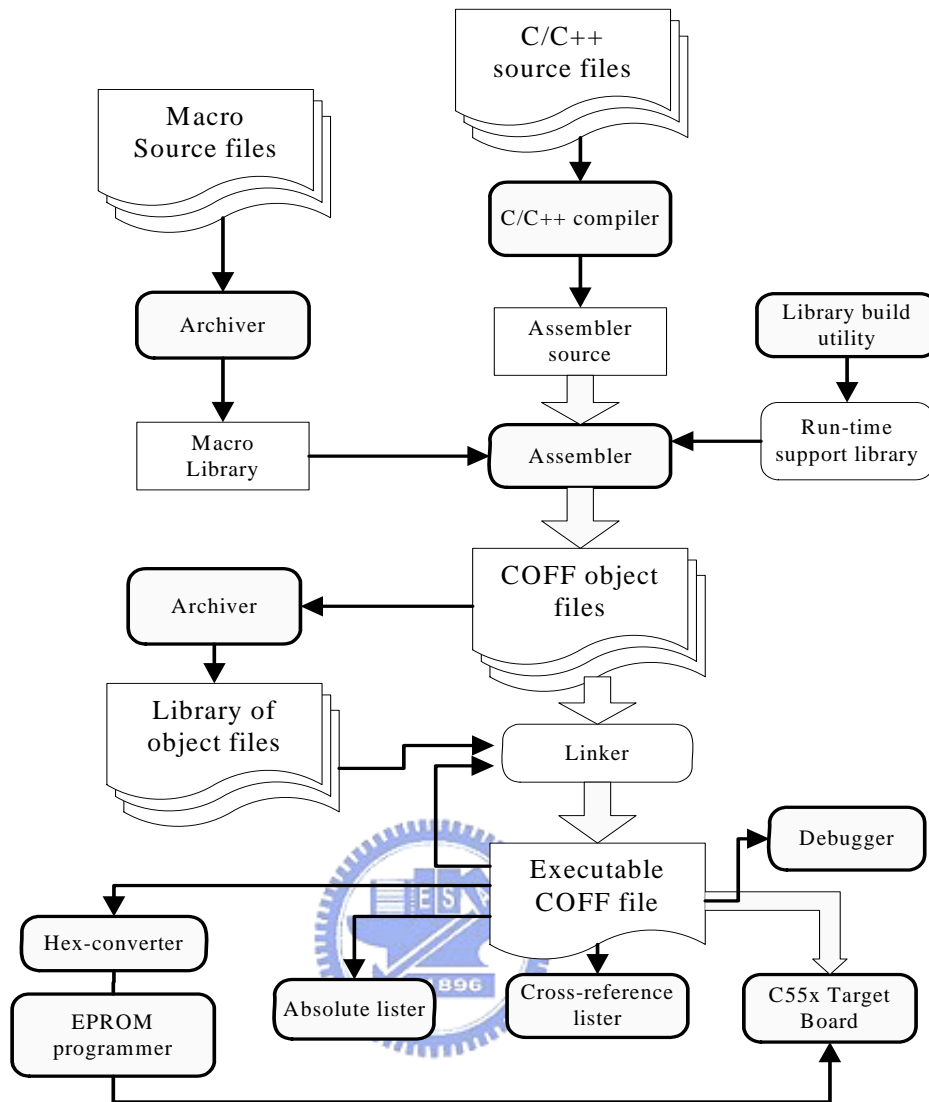 C/C++
source files
Macro
Source files
C/C++ compiler
Archiver
Assembler
source
Library build
utility
Macro
Library
Assembler
Run-time
support library
COFF object
files
Archiver
Library of
object files
Linker
Debugger
Executable
COFF file
Hex-converter
ES
1896
Absolute lister
Cross-reference
lister
C55x Target
Board
EPROM
programmer